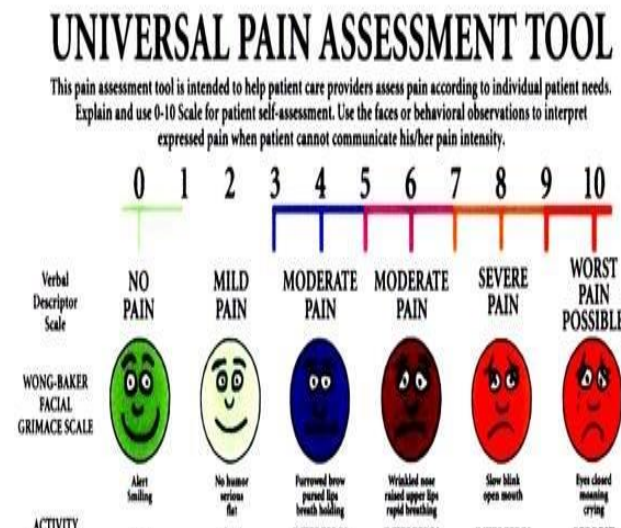 UNIVERSAL PAIN ASSESSMENT TOOL
This pain assessment tool is intended to help patient care providers assess pain according to individual patient needs.
Explain and use 0-10 Scale for patient self-assessment. Use the faces or behavioral observations to interpret
expressed pain when patient cannot communicate his/her pain intensity.
0 1 2 3 4 5 6 7 8 9 10
Verbal
Descriptor
Scale
NO
PAIN
MILD
PAIN
MODERATE
PAIN
MODERATE
PAIN
SEVERE
PAIN
WORST
PAIN
POSSIBLE
WONG-BAKER
FACIAL
GRIMACE SCALE
Alert
Smiling
No humor
serious
flat
Furrowed brow
pursed lips
breath holding
Wrinkled nose
raised upper lips
rapid breathing
Slow blink
open mouth
Eyes closed
moaning
crying
ACTIVITY